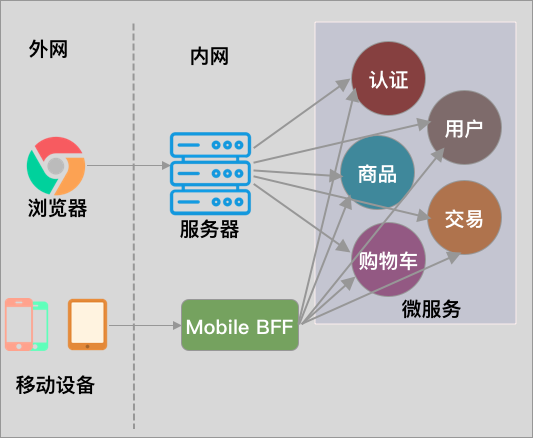 外网
内网
认证
用户
商品
浏览器
服务器
交易
购物车
微服务
Mobile BFF
移动设备